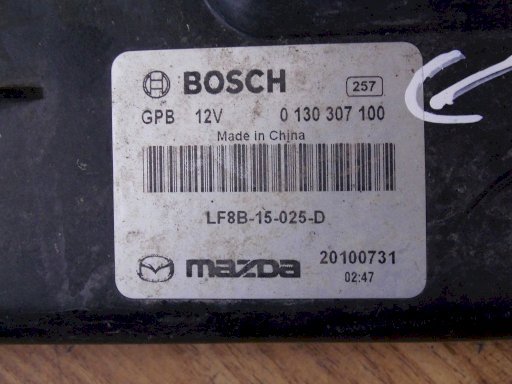 BOSCH 257
GPB 12V 0 130 307 100
Made in China
LF8B-15-025-D
mazda 20100731
02:47